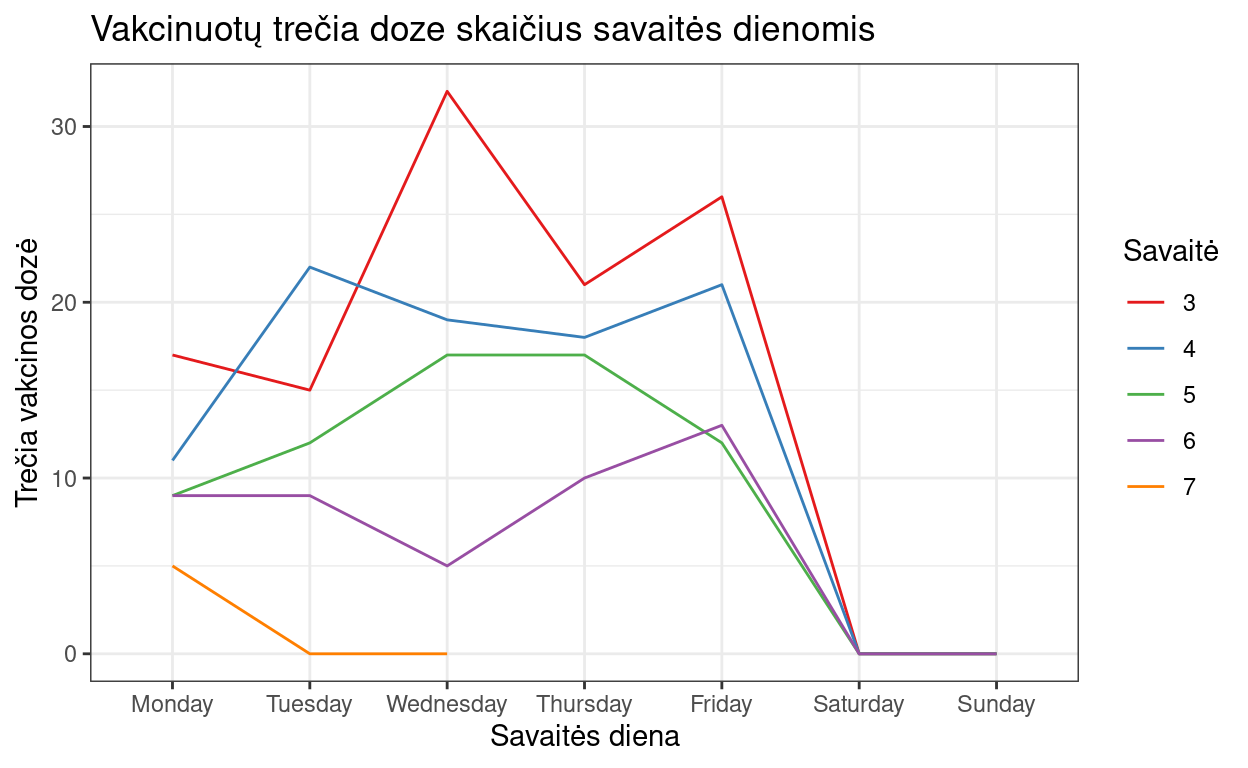 Vakcinuotų trečia doze skaičius savaitės dienomis
Trečia vakcinos dozė
30
20
10
0
Monday Tuesday Wednesday Thursday Friday Saturday Sunday
Savaitės diena
Savaitė
3
4
5
6
7